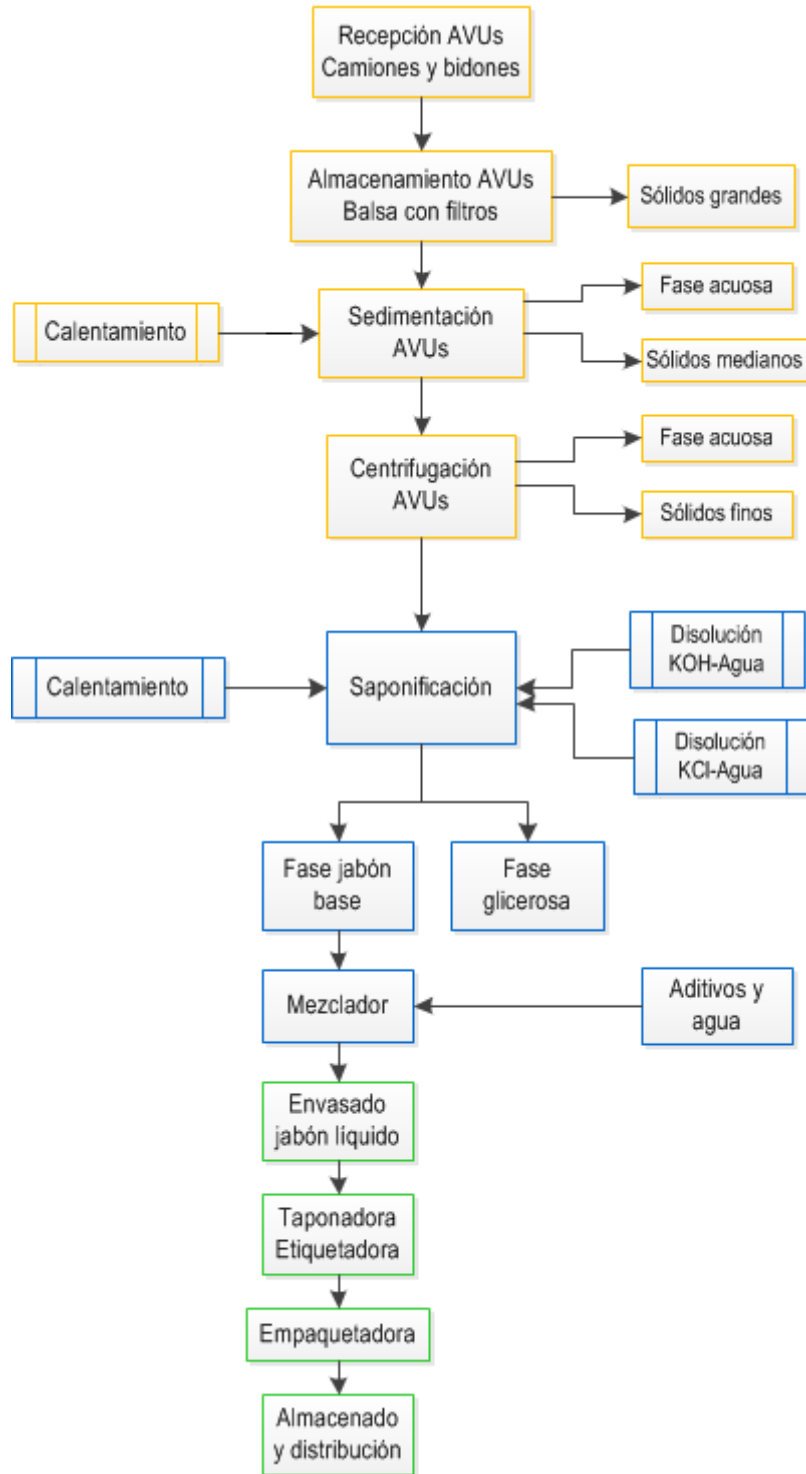 Recepción AVUs
Camiones y bidones
Almacenamiento AVUs
Balsa con filtros
Sólidos grandes
Calentamiento
Sedimentación
AVUs
Fase acuosa
Sólidos medianos
Centrifugación
AVUs
Fase acuosa
Sólidos finos
Calentamiento
Saponificación
Disolución
KOH-Agua
Disolución
KCl-Agua
Fase jabón
base
Fase
glicerosa
Mezclador
Aditivos y
agua
Envasado
jabón líquido
Taponadora
Etiquetadora
Empaquetadora
Almacenado
y distribución